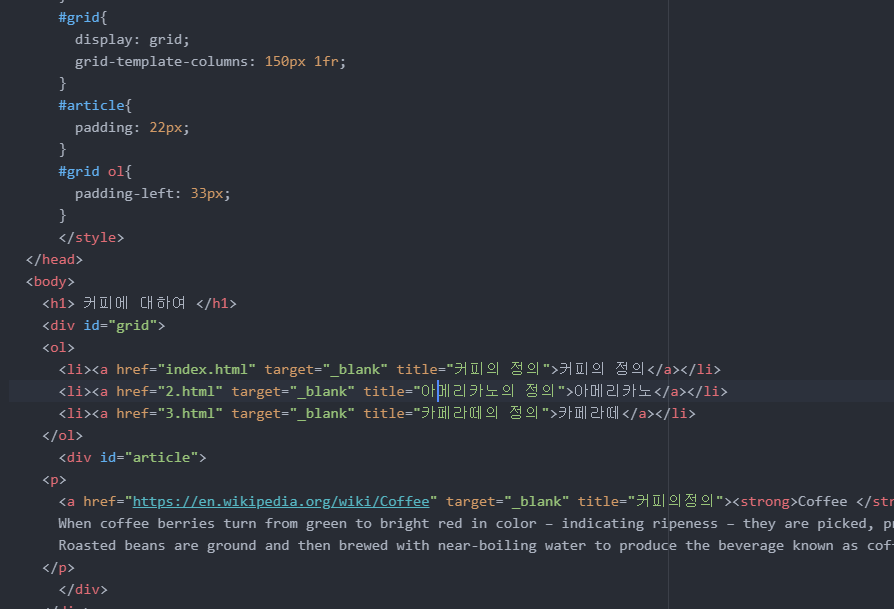 #grid{
display: grid;
grid-template-columns: 150px 1fr;
}
#article{
padding: 22px;
}
#grid ol{
padding-left: 33px;
}
</style>
</head>
<body>
<h1> 커피에 대하여 </h1>
<div id="grid">
<ol>
<li><a href="index.html" target="_blank" title="커피의 정의">커피의 정의</a></li>
<li><a href="2.html" target="_blank" title="아메리카노의 정의">아메리카노</a></li>
<li><a href="3.html" target="_blank" title="카페라떼의 정의">카페라떼</a></li>
</ol>
<div id="article">
<p>
<a href="https://en.wikipedia.org/wiki/Coffee" target="_blank" title="커피의정의"><strong>Coffee </str
When coffee berries turn from green to bright red in color – indicating ripeness – they are picked,
Roasted beans are ground and then brewed with near-boiling water to produce the beverage known as
</p>
</div>